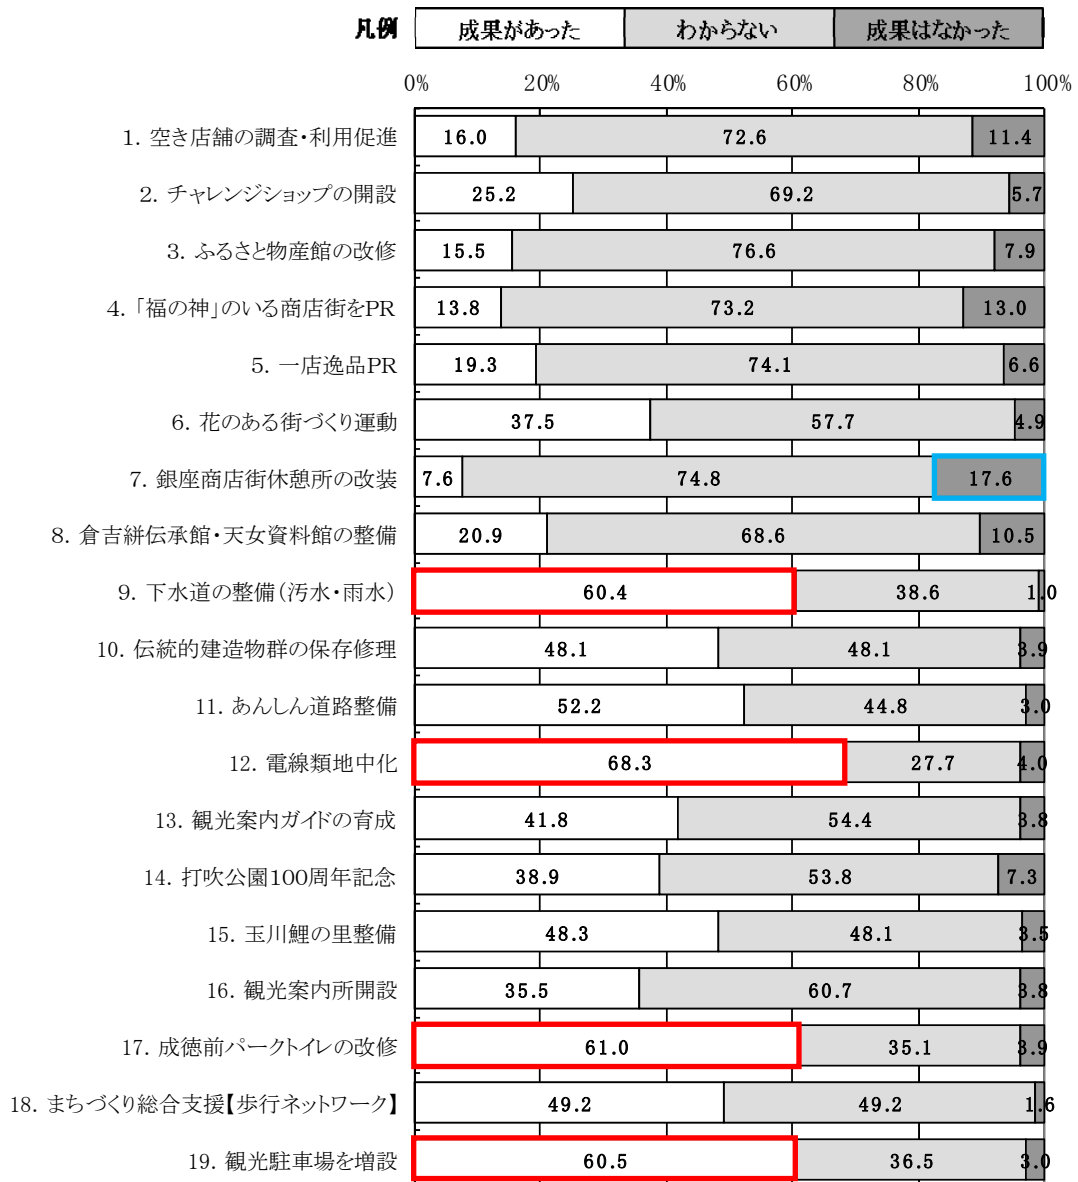 凡例 成果があった わからない 成果はなかった
0% 20% 40% 60% 80% 100%
1. 空き店舗の調査・利用促進 16.0 72.6 11.4
2. チャレンジショップの開設 25.2 69.2 5.7
3. ふるさと物産館の改修 15.5 76.6 7.9
4. 「福の神」のいる商店街をPR 13.8 73.2 13.0
5. 一店逸品PR 19.3 74.1 6.6
6. 花のある街づくり運動 37.5 57.7 4.9
7. 銀座商店街休憩所の改装 7.6 74.8 17.6
8. 倉吉絣伝承館・天女資料館の整備 20.9 68.6 10.5
9. 下水道の整備（汚水・雨水） 60.4 38.6 1.0
10. 伝統的建造物群の保存修理 48.1 48.1 3.9
11. あんしん道路整備 52.2 44.8 3.0
12. 電線類地中化 68.3 27.7 4.0
13. 観光案内ガイドの育成 41.8 54.4 3.8
14. 打吹公園100周年記念 38.9 53.8 7.3
15. 玉川鯉の里整備 48.3 48.1 3.5
16. 観光案内所開設 35.5 60.7 3.8
17. 成徳前パークトイレの改修 61.0 35.1 3.9
18. まちづくり総合支援【歩行ネットワーク】 49.2 49.2 1.6
19. 観光駐車場を増設 60.5 36.5 3.0